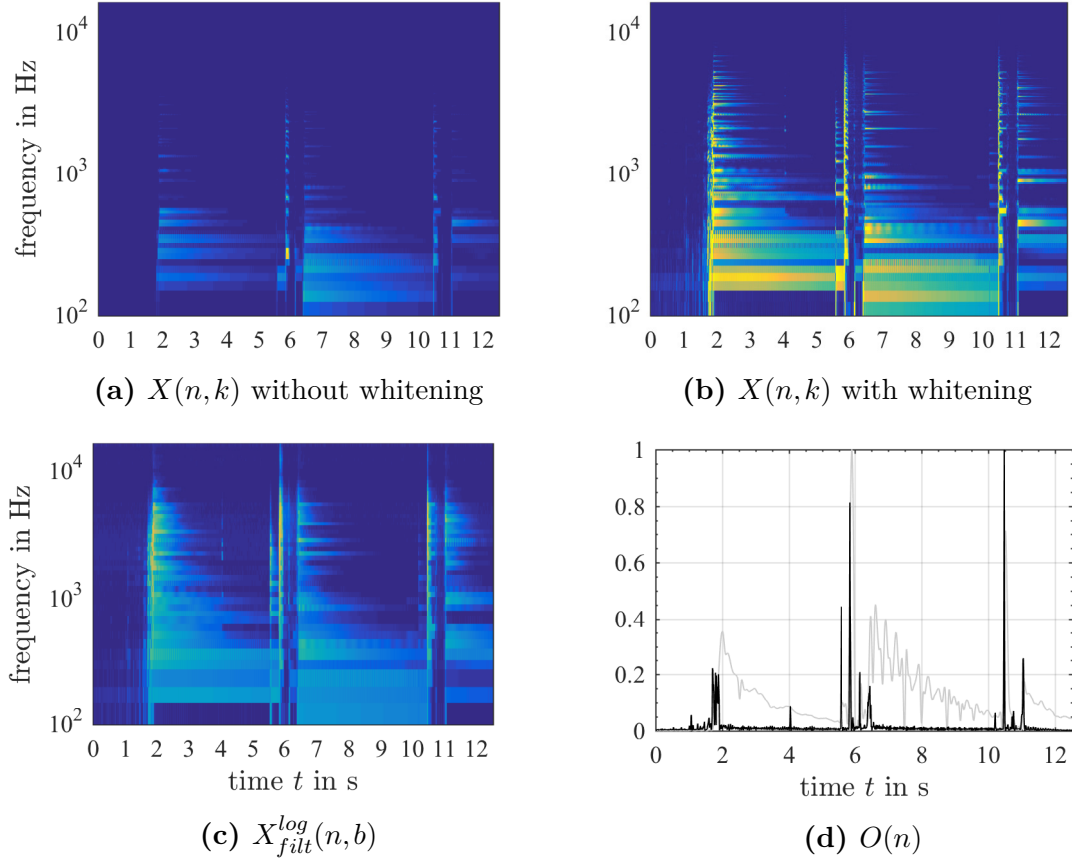 10^4
10^3
10^2
frequency in Hz
0 1 2 3 4 5 6 7 8 9 10 11 12
(a) X(n, k) without whitening
10^4
10^3
10^2
0 1 2 3 4 5 6 7 8 9 10 11 12
(b) X(n, k) with whitening
10^4
10^3
10^2
frequency in Hz
0 1 2 3 4 5 6 7 8 9 10 11 12
time t in s
(c) X_{filt}^{log}(n, b)
1
0.8
0.6
0.4
0.2
0
0 2 4 6 8 10 12
time t in s
(d) O(n)